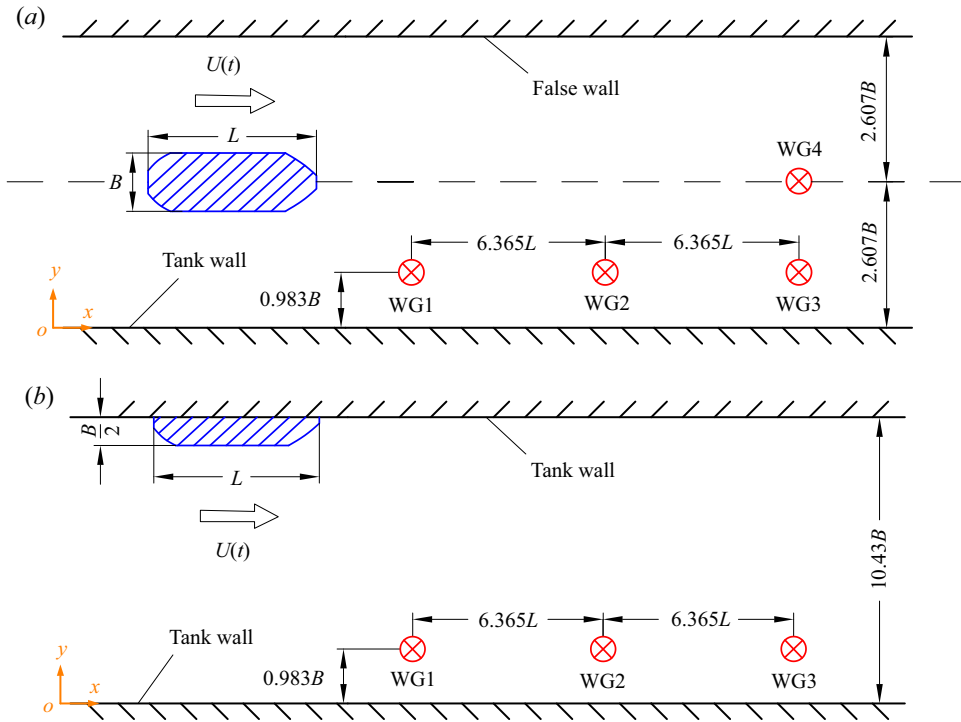 (a)
U(t)
False wall
L
2.607B
WG4
B
6.365L
6.365L
Tank wall
2.607B
0.983B
WG1
WG2
WG3
y
x
o
(b)
B
2
Tank wall
L
U(t)
10.43B
6.365L
6.365L
Tank wall
0.983B
WG1
WG2
WG3
y
x
o